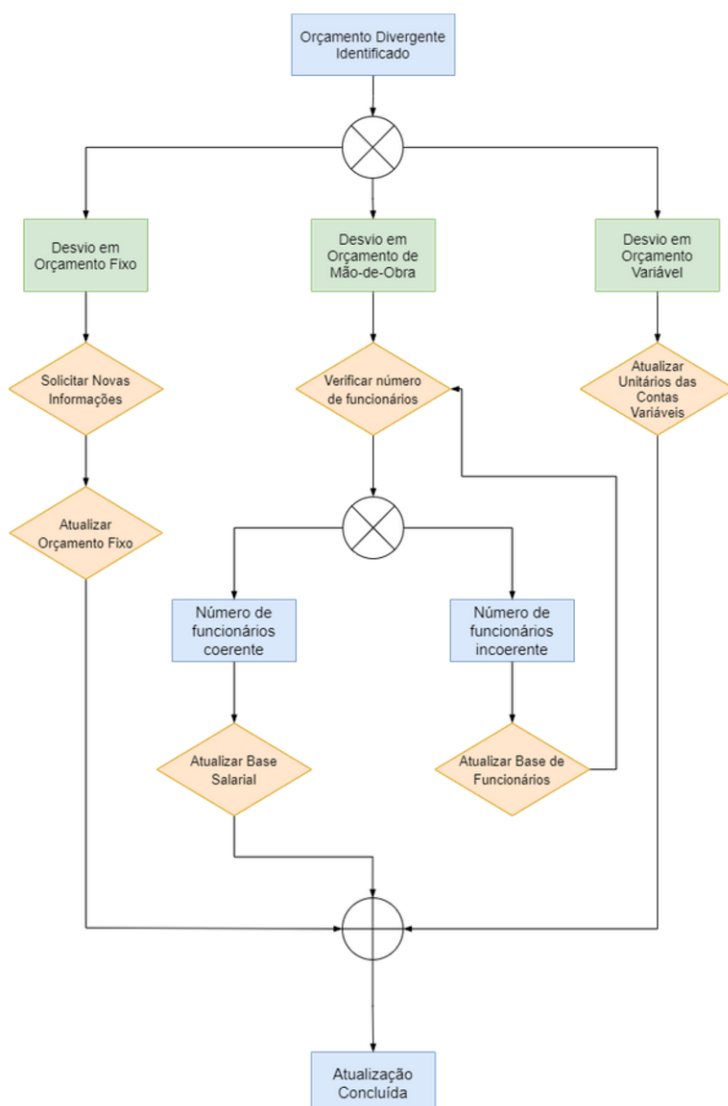 Orçamento Divergente
Identificado
Desvio em
Orçamento Fixo
Desvio em
Orçamento de
Mão-de-Obra
Desvio em
Orçamento
Variável
Solicitar Novas
Informações
Verificar número
de funcionários
Atualizar
Unitários das
Contas
Variáveis
Atualizar
Orçamento Fixo
Número de
funcionários
coerente
Número de
funcionários
incoerente
Atualizar Base
Salarial
Atualizar Base de
Funcionários
Atualização
Concluída